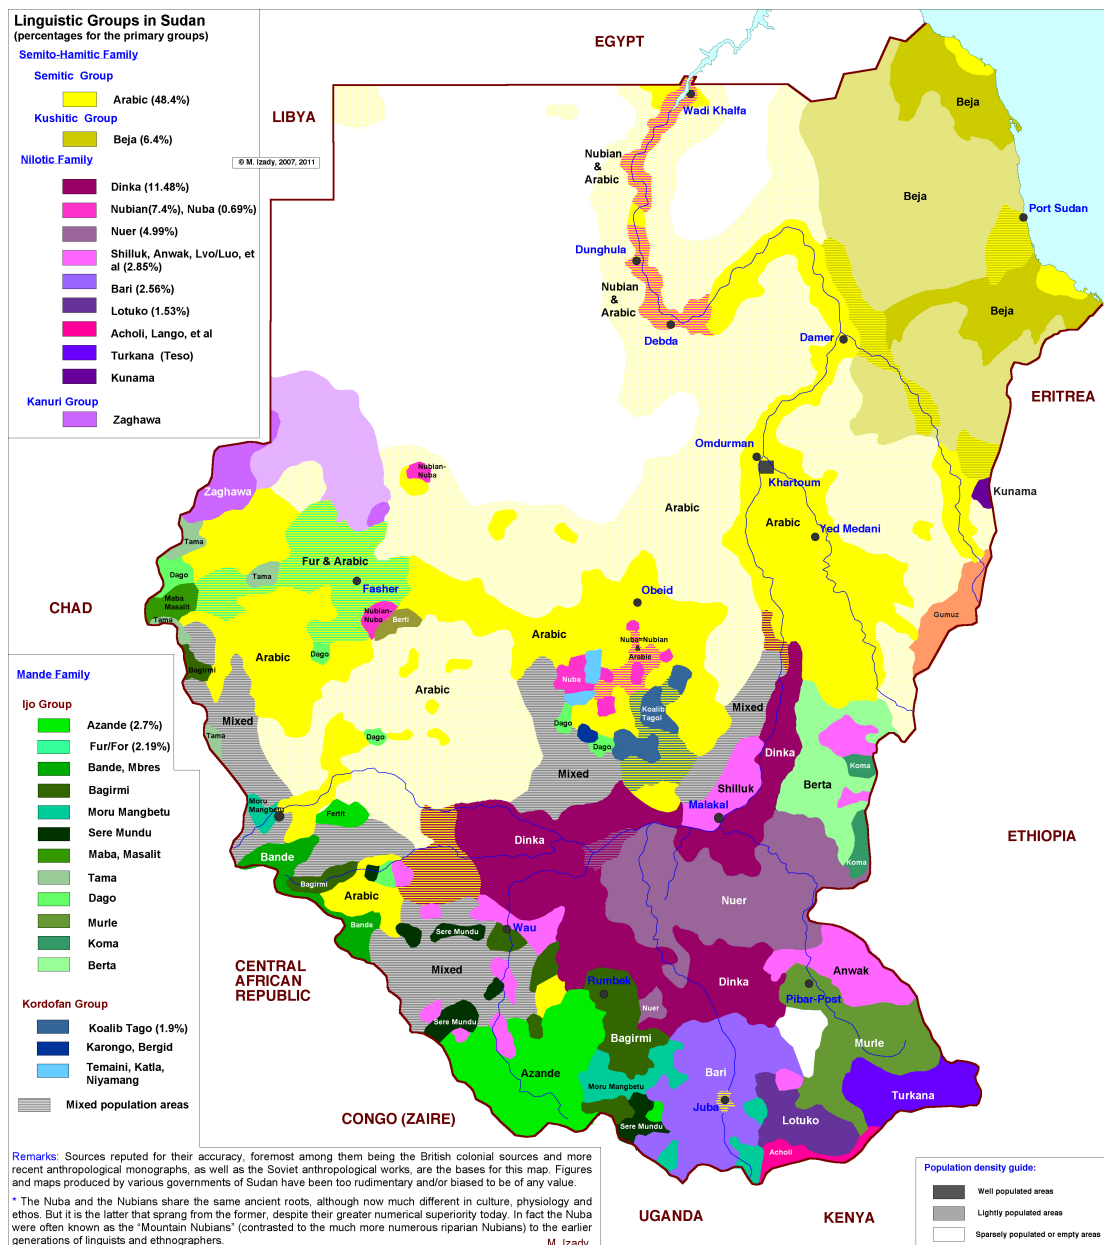 Linguistic Groups in Sudan
(percentages for the primary groups)
Semito-Hamitic Family
Semitic Group
Arabic (48.4%)
Kushitic Group
Beja (6.4%)
Nilotic Family
Dinka (11.48%)
Nubian(7.4%), Nuba (0.69%)
Nuer (4.99%)
Shilluk, Anwak, Lvo/Luo, et
al (2.85%)
Bari (2.56%)
Lotuko (1.53%)
Acholi, Lango, et al
Turkana (Teso)
Kunama
Kanuri Group
Zaghawa
© M. Izady, 2007, 2011
EGYPT
LIBYA
Wadi Khalfa
Beja
Nubian
&
Arabic
Beja
Port Sudan
Dunghula
Nubian
&
Arabic
Beja
Debda
Damer
ERITREA
Omdurman
Khartoum
Kunama
Nubian-
Nuba
Zaghawa
Arabic
Arabic
Yed Medani
Tama
Fur & Arabic
Dago
Tama
Fasher
Obeid
CHAD
Maba
Masalit
Tama
Nubian-
Nuba
Berti
Gumuz
Arabic
Nuba=Nubian
&
Arabic
Dago
Arabic
Bagirmi
Nuba
Arabic
Mixed
Koalib
Tagoi
Mixed
Dago
Tama
Dago
Dago
Dinka
Koma
Mixed
Shilluk
Berta
Moru
Mangbetu
Fertit
Malakal
ETHIOPIA
Dinka
Bande
Koma
Bagirmi
Arabic
Nuer
Bande
Sere Mundu
Wau
CENTRAL
AFRICAN
REPUBLIC
Mixed
Anwak
Rumbek
Dinka
Pibar-Post
Nuer
Sere Mundu
Bagirmi
Murle
Azande
Bari
Moru Mangbetu
Turkana
Juba
CONGO (ZAIRE)
Sere Mundu
Lotuko
Acholi
UGANDA
KENYA
Mande Family
Ijo Group
Azande (2.7%)
Fur/For (2.19%)
Bande, Mbres
Bagirmi
Moru Mangbetu
Sere Mundu
Maba, Masalit
Tama
Dago
Murle
Koma
Berta
Kordofan Group
Koalib Tago (1.9%)
Karongo, Bergid
Temaini, Katla,
Niyamang
Mixed population areas
Remarks: Sources reputed for their accuracy, foremost among them being the British colonial sources and more
recent anthropological monographs, as well as the Soviet anthropological works, are the bases for this map. Figures
and maps produced by various governments of Sudan have been too rudimentary and/or biased to be of any value.
* The Nuba and the Nubians share the same ancient roots, although now much different in culture, physiology and
ethos. But it is the latter that sprang from the former, despite their greater numerical superiority today. In fact the Nuba
were often known as the "Mountain Nubians" (contrasted to the much more numerous riparian Nubians) to the earlier
generations of linguists and ethnographers.
M. Izady
Population density guide:
Well populated areas
Lightly populated areas
Sparsely populated or empty areas